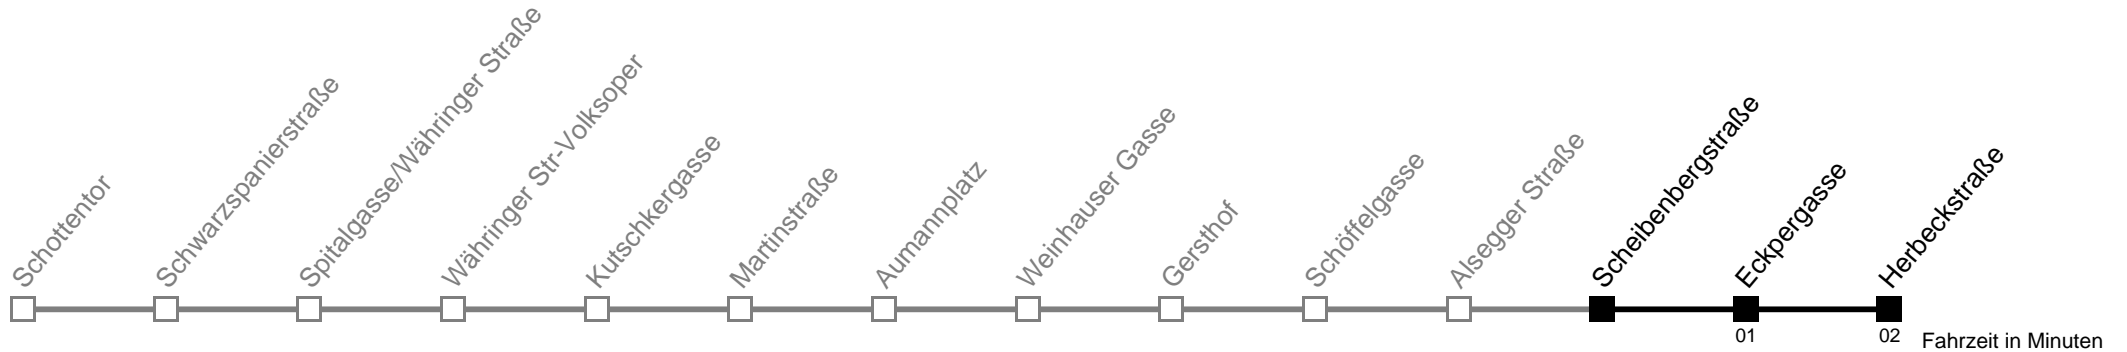 Schottentor
Schwarzspanierstraße
Spitalgasse/Währinger Straße
Währinger Str-Volksoper
Kutschkergasse
Martinstraße
Aumannplatz
Weinhauser Gasse
Gersthof
Schöffelgasse
Alsegger Straße
Scheibenbergstraße
Eckpergasse
Herbeckstraße
01
02
Fahrzeit in Minuten